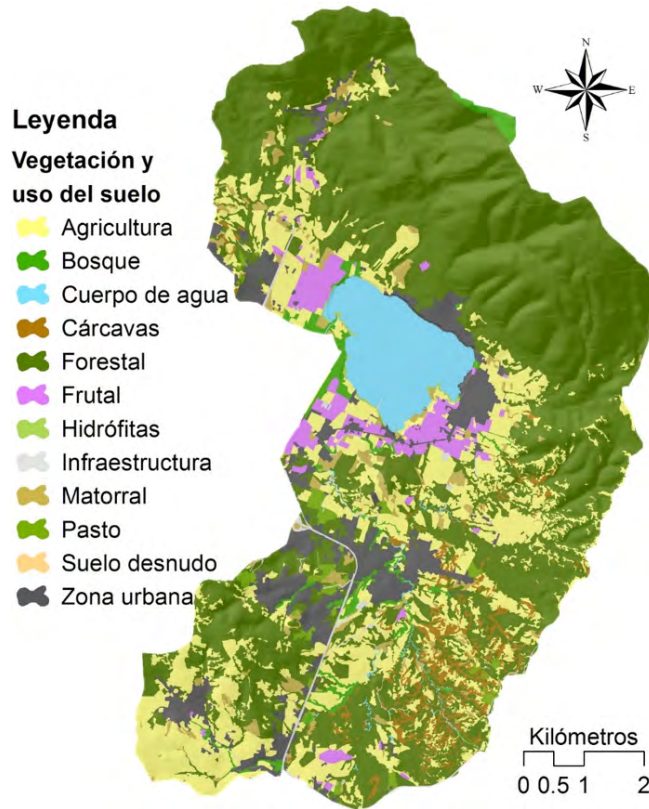 N
W E
S
Leyenda
Vegetación y
uso del suelo
Agricultura
Bosque
Cuerpo de agua
Cárcavas
Forestal
Frutal
Hidrófitas
Infraestructura
Matorral
Pasto
Suelo desnudo
Zona urbana
Kilómetros
0 0.5 1 2